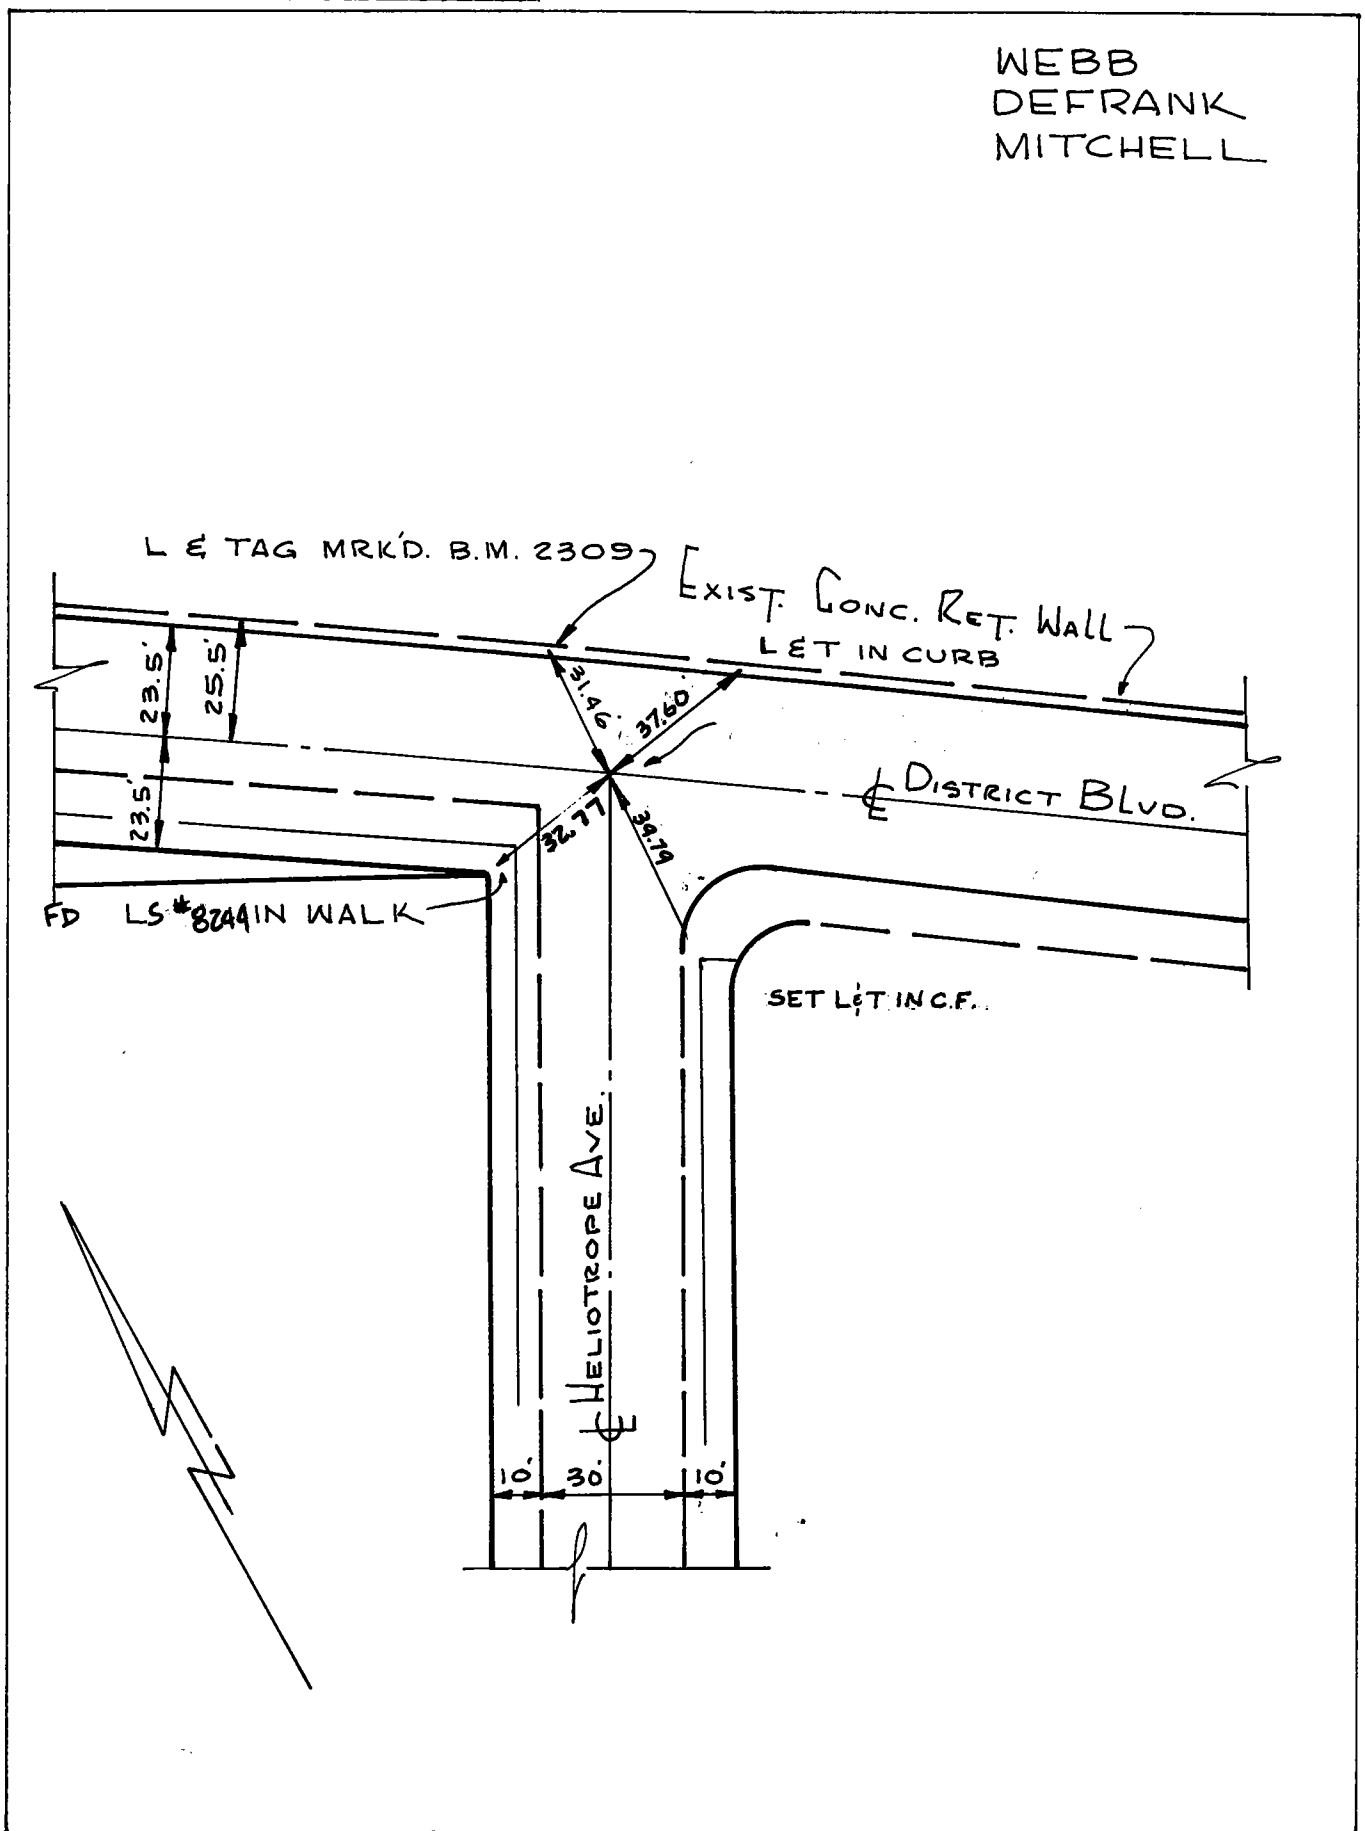 WEBB
DEFRANK
MITCHELL
L & TAG MRK'D. B.M. 2309
EXIST. CONC. RET. WALL
L & T IN CURB
23.5'
25.5'
31.46'
37.60'
℄ DISTRICT BLVD.
23.5'
32.77
34.79
FD LS #8244 IN WALK
SET L & T IN C.F.
℄ HELIOTROPE AVE.
10.
30.
10.